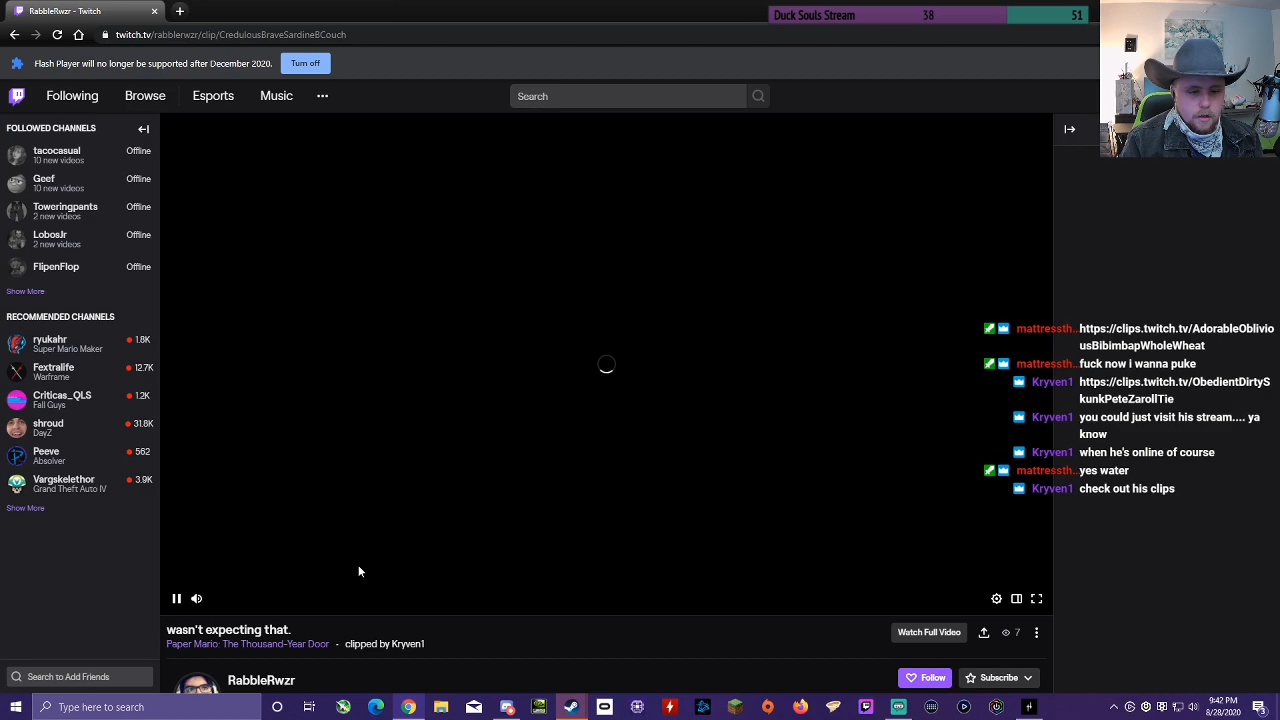 RableRwzr - Twitch
Duck Souls Stream 38 51
twitch.tv/rablerwzr/clip/CredulousBraveSardineBCouch
Flash Player will no longer be supported after December 2020. Turn off
Following Browse Esports Music Search
FOLLOWED CHANNELS
tacocasual Offline
10 new videos
Geef Offline
10 new videos
Toweringpants Offline
2 new videos
LobosJr Offline
2 new videos
FlipenFlop Offline
Show More
RECOMMENDED CHANNELS
ryukahr 1.8K
Super Mario Maker
Fextralife 12.7K
Warframe
Criticas_QLS 1.2K
Fall Guys
shroud 31.8K
DayZ
Peeve 562
Absolver
Vargskelethor 3.9K
Grand Theft Auto IV
Show More
mattressth.. https://clips.twitch.tv/AdorableOblivio
usBibimbapWholeWheat
mattressth.. fuck now i wanna puke
Kryven1 https://clips.twitch.tv/ObedientDirtyS
kunkPeteZarollTie
Kryven1 you could just visit his stream.... ya
know
Kryven1 when he's online of course
mattressth.. yes water
Kryven1 check out his clips
wasn't expecting that.
Paper Mario: The Thousand-Year Door - clipped by Kryven1
Watch Full Video 7
RabbleRwzr
Follow Subscribe
Search to Add Friends
Type here to search
9:42 PM
8/28/2020